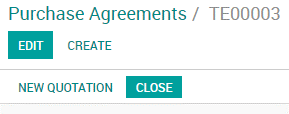 Purchase Agreements / TE00003
EDIT CREATE
NEW QUOTATION CLOSE